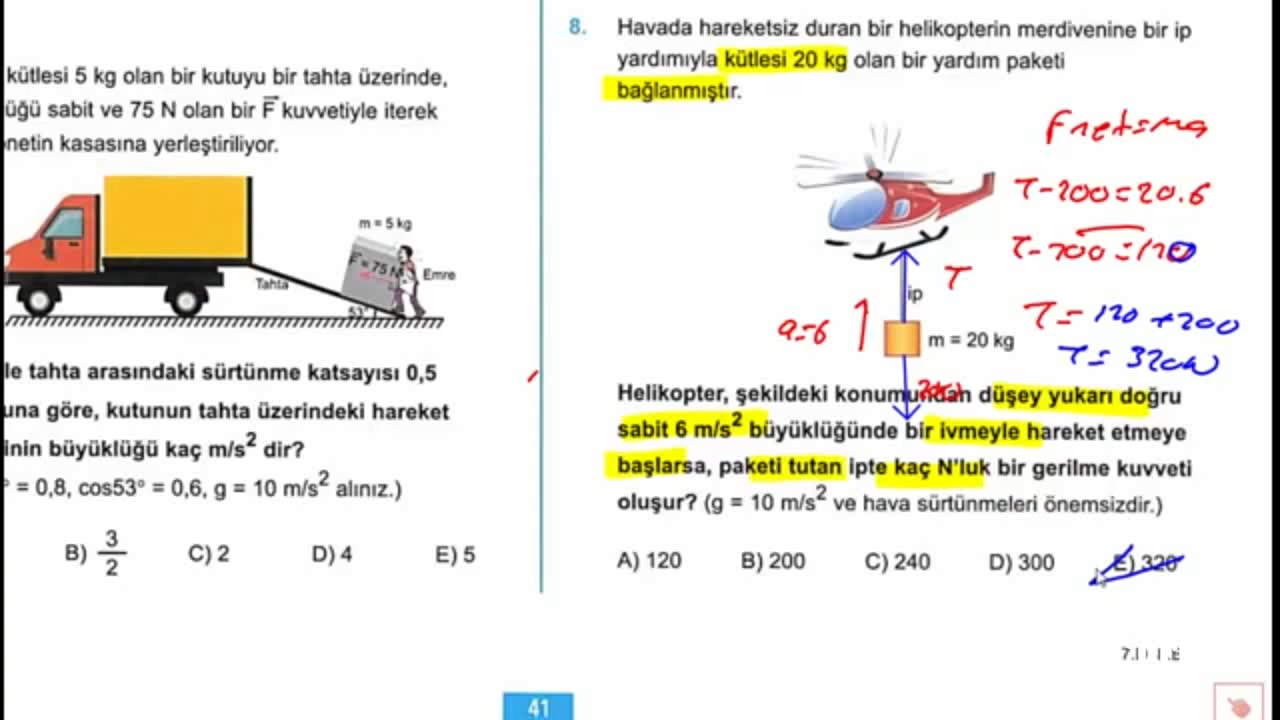 kütlesi 5 kg olan bir kutuyu bir tahta üzerinde,
üğü sabit ve 75 N olan bir F kuvvetiyle iterek
netin kasasına yerleştiriliyor.
m = 5 kg
F = 75 N
Emre
Tahta
53°
le tahta arasındaki sürtünme katsayısı 0,5
una göre, kutunun tahta üzerindeki hareket
inin büyüklüğü kaç m/s² dir?
° = 0,8, cos53° = 0,6, g = 10 m/s² alınız.)
B) 3/2 C) 2 D) 4 E) 5
8. Havada hareketsiz duran bir helikopterin merdivenine bir ip
yardımıyla kütlesi 20 kg olan bir yardım paketi
bağlanmıştır.
Fnet=ma
T-200=20.6
T-200=120
T
ip
a=6
m = 20 kg
T= 120 +200
T= 320N
200
Helikopter, şekildeki konumundan düşey yukarı doğru
sabit 6 m/s² büyüklüğünde bir ivmeyle hareket etmeye
başlarsa, paketi tutan ipte kaç N'luk bir gerilme kuvveti
oluşur? (g = 10 m/s² ve hava sürtünmeleri önemsizdir.)
A) 120 B) 200 C) 240 D) 300 E) 320
41